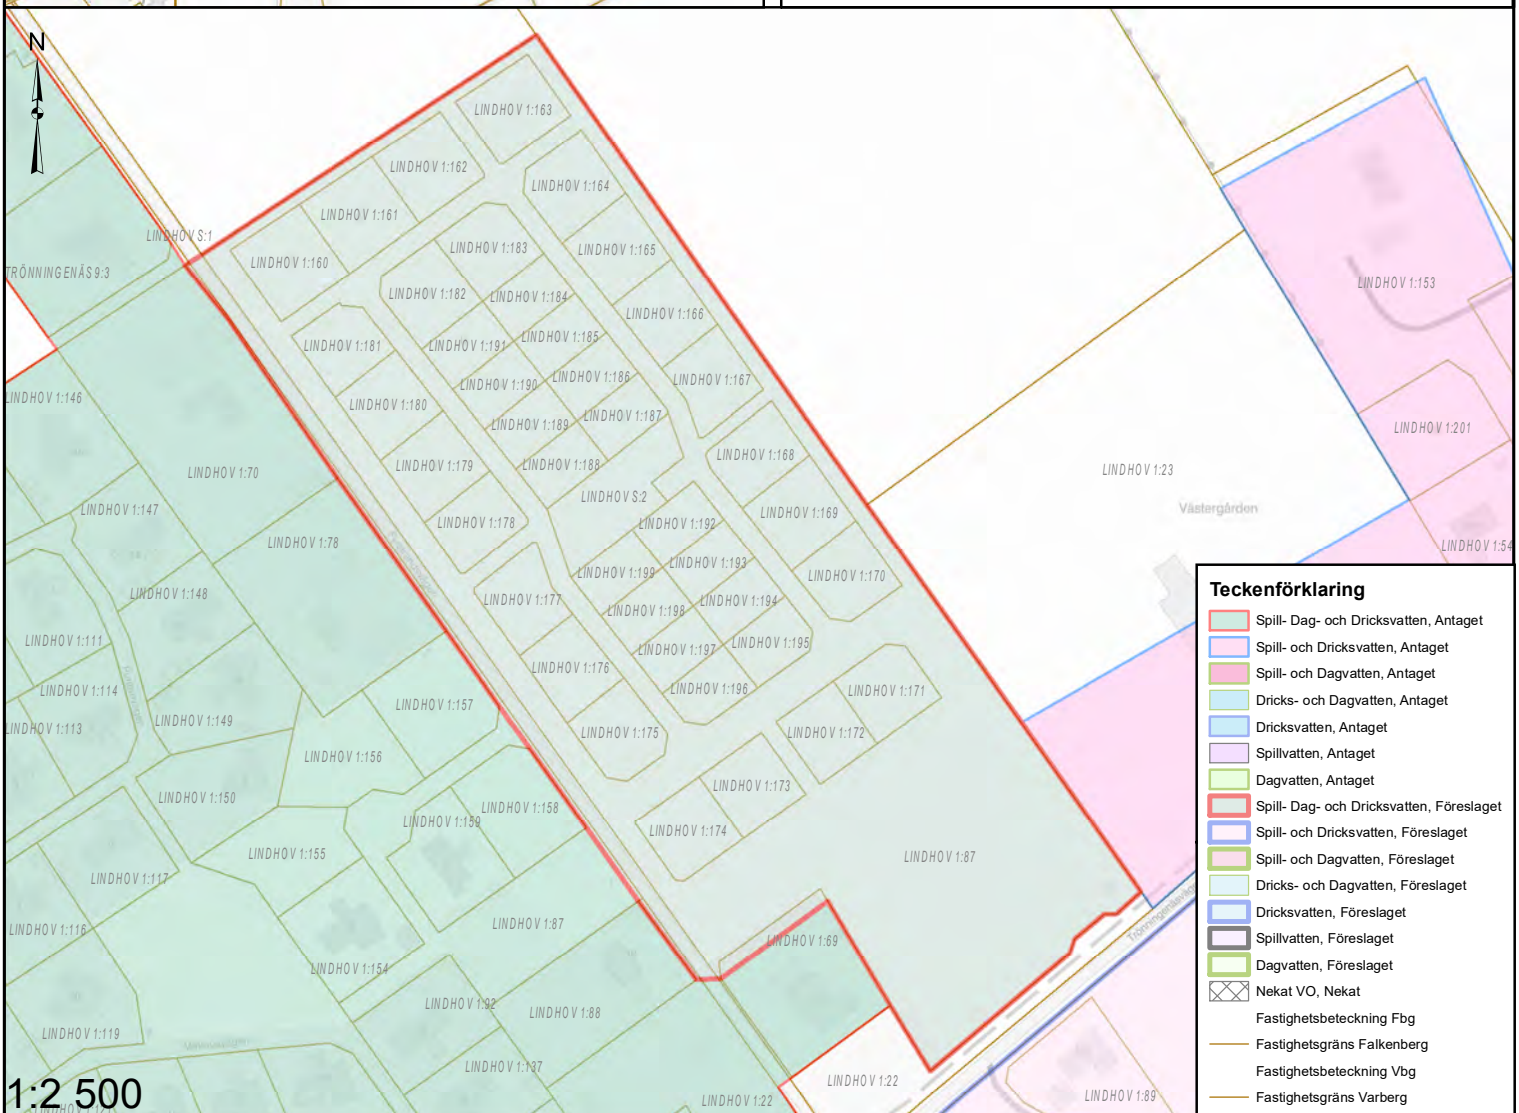 N
LINDHOV 1:163
LINDHOV 1:162
LINDHOV 1:164
LINDHOV 1:161
LINDHOV S:1
LINDHOV 1:183
LINDHOV 1:165
LINDHOV 1:160
TRÖNNINGENÄS 9:3
LINDHOV 1:153
LINDHOV 1:182
LINDHOV 1:184
LINDHOV 1:166
LINDHOV 1:185
LINDHOV 1:181
LINDHOV 1:191
LINDHOV 1:186
LINDHOV 1:167
LINDHOV 1:190
LINDHOV 1:146
LINDHOV 1:180
LINDHOV 1:187
LINDHOV 1:189
LINDHOV 1:201
LINDHOV 1:168
LINDHOV 1:179
LINDHOV 1:188
LINDHOV 1:23
LINDHOV 1:70
LINDHOV S:2
Västergården
LINDHOV 1:147
LINDHOV 1:169
LINDHOV 1:178
LINDHOV 1:192
LINDHOV 1:78
LINDHOV 1:54
LINDHOV 1:193
LINDHOV 1:199
LINDHOV 1:170
LINDHOV 1:148
LINDHOV 1:177
LINDHOV 1:194
LINDHOV 1:198
LINDHOV 1:111
LINDHOV 1:195
LINDHOV 1:197
LINDHOV 1:176
LINDHOV 1:114
LINDHOV 1:196
LINDHOV 1:171
LINDHOV 1:157
LINDHOV 1:149
LINDHOV 1:113
LINDHOV 1:175
LINDHOV 1:172
LINDHOV 1:156
LINDHOV 1:173
LINDHOV 1:150
LINDHOV 1:158
LINDHOV 1:159
LINDHOV 1:174
LINDHOV 1:155
LINDHOV 1:87
LINDHOV 1:117
LINDHOV 1:87
LINDHOV 1:116
LINDHOV 1:69
Trönningenäsväge
LINDHOV 1:154
LINDHOV 1:92
LINDHOV 1:88
LINDHOV 1:119
LINDHOV 1:137
LINDHOV 1:22
LINDHOV 1:89
LINDHOV 1:22
1:2 500
Teckenförklaring
Spill- Dag- och Dricksvatten, Antaget
Spill- och Dricksvatten, Antaget
Spill- och Dagvatten, Antaget
Dricks- och Dagvatten, Antaget
Dricksvatten, Antaget
Spillvatten, Antaget
Dagvatten, Antaget
Spill- Dag- och Dricksvatten, Föreslaget
Spill- och Dricksvatten, Föreslaget
Spill- och Dagvatten, Föreslaget
Dricks- och Dagvatten, Föreslaget
Dricksvatten, Föreslaget
Spillvatten, Föreslaget
Dagvatten, Föreslaget
Nekat VO, Nekat
Fastighetsbeteckning Fbg
Fastighetsgräns Falkenberg
Fastighetsbeteckning Vbg
Fastighetsgräns Varberg